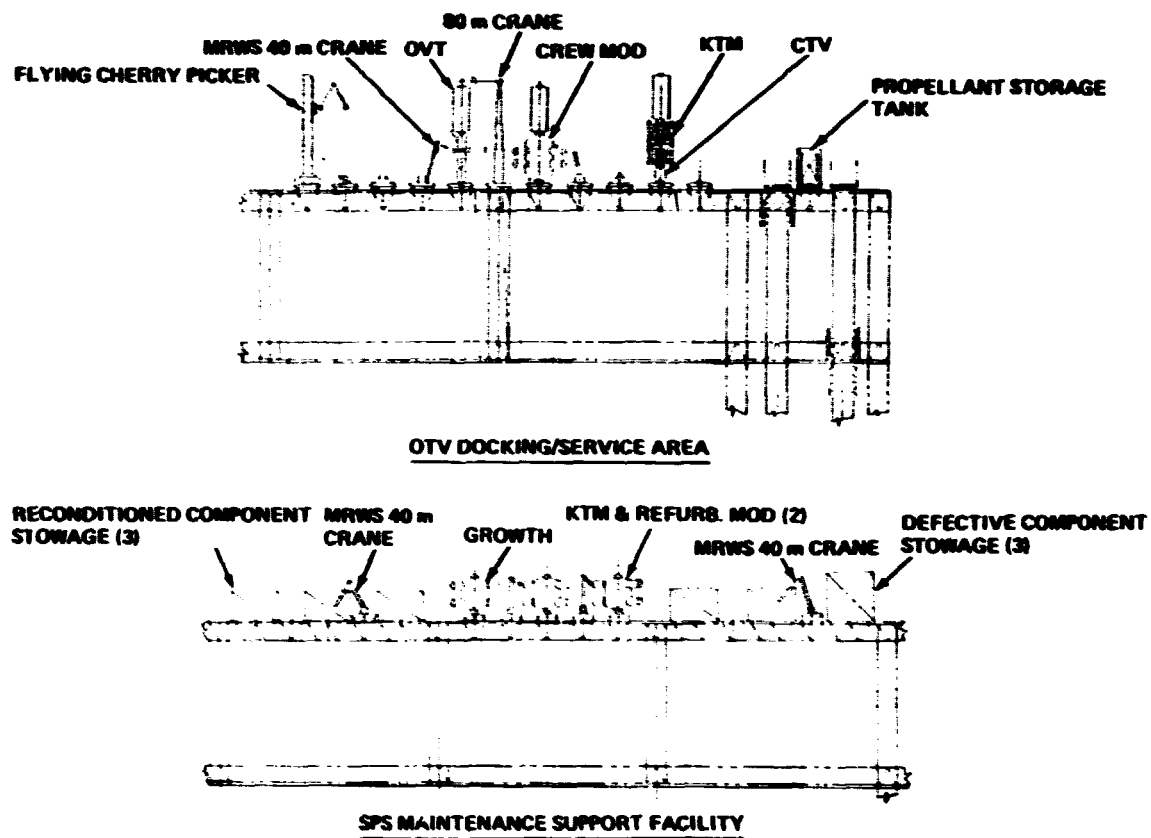 80 m CRANE
MRWS 40 m CRANE
OVT
CREW MOD
KTM
CTV
FLYING CHERRY PICKER
PROPELLANT STORAGE
TANK
OTV DOCKING/SERVICE AREA
RECONDITIONED COMPONENT
STOWAGE (3)
MRWS 40 m
CRANE
GROWTH
KTM & REFURB. MOD (2)
MRWS 40 m CRANE
DEFECTIVE COMPONENT
STOWAGE (3)
SPS MAINTENANCE SUPPORT FACILITY